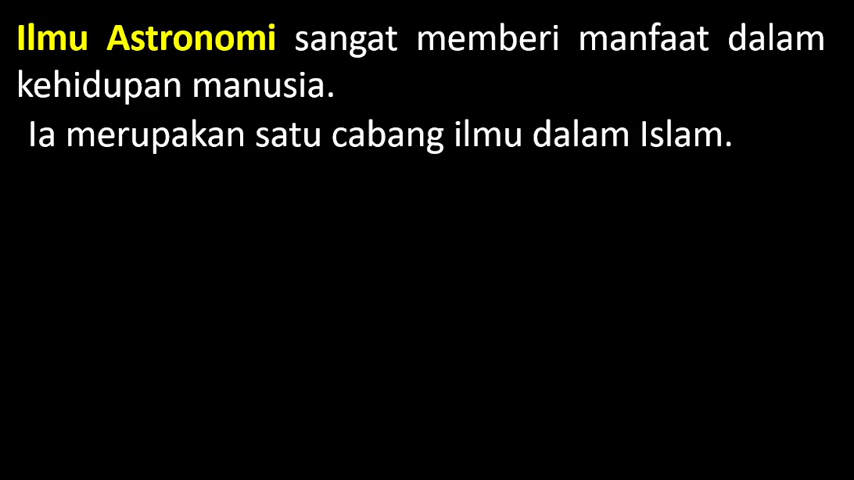 Ilmu Astronomi sangat memberi manfaat dalam
kehidupan manusia.
Ia merupakan satu cabang ilmu dalam Islam.